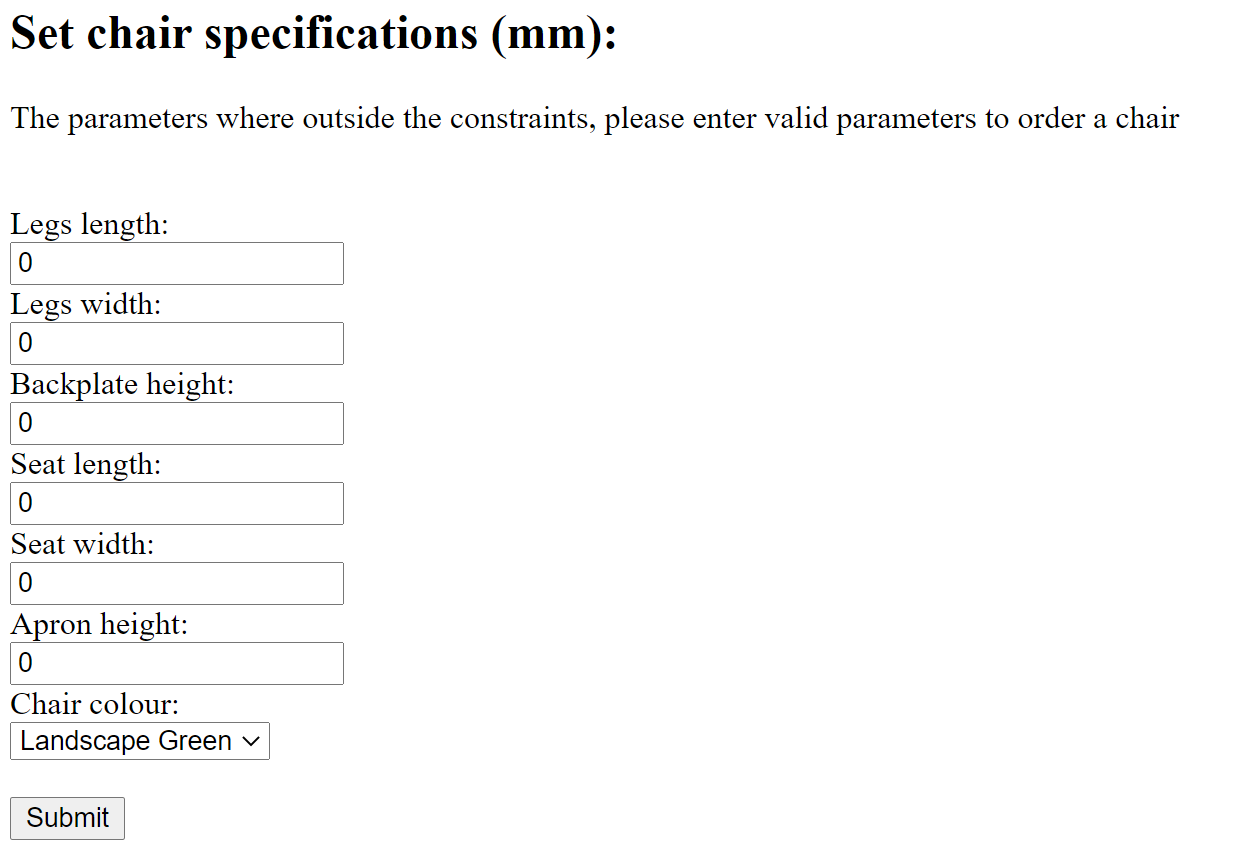 Set chair specifications (mm):
The parameters where outside the constraints, please enter valid parameters to order a chair
Legs length:
0
Legs width:
0
Backplate height:
0
Seat length:
0
Seat width:
0
Apron height:
0
Chair colour:
Landscape Green
Submit